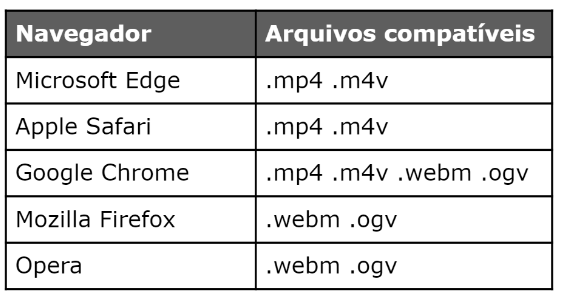 Navegador Arquivos compatíveis
Microsoft Edge .mp4 .m4v
Apple Safari .mp4 .m4v
Google Chrome .mp4 .m4v .webm .ogv
Mozilla Firefox .webm .ogv
Opera .webm .ogv